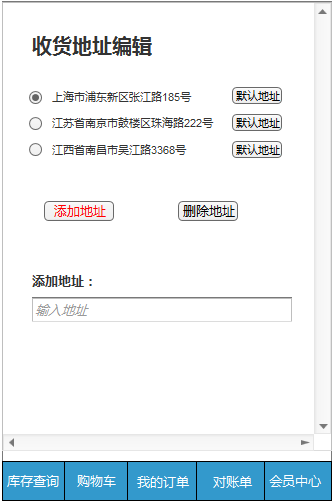 收货地址编辑
上海市浦东新区张江路185号 默认地址
江苏省南京市鼓楼区珠海路222号 默认地址
江西省南昌市吴江路3368号 默认地址
添加地址 删除地址
添加地址：
输入地址
库存查询 购物车 我的订单 对账单 会员中心